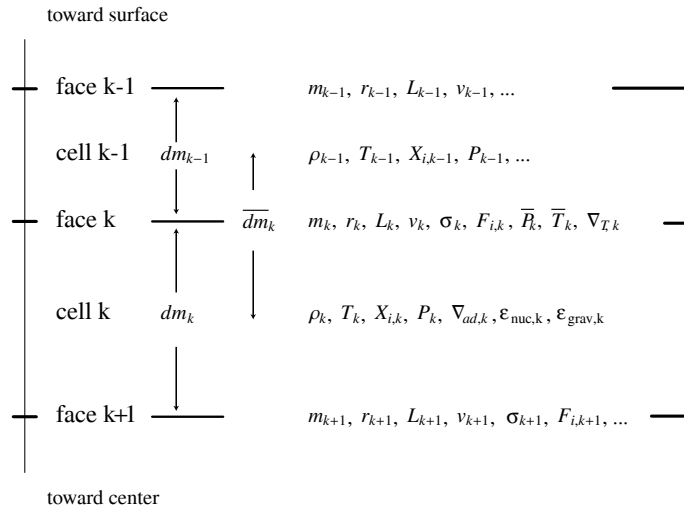 toward surface
face k-1 m_{k−1}, r_{k−1}, L_{k−1}, v_{k−1}, ...
cell k-1 dm_{k−1} ρ_{k−1}, T_{k−1}, X_{i,k−1}, P_{k−1}, ...
face k \overline{dm}_k m_k, r_k, L_k, v_k, σ_k, F_{i,k}, \overline{P}_k, \overline{T}_k, ∇_{T,k}
cell k dm_k ρ_k, T_k, X_{i,k}, P_k, ∇_{ad,k}, ε_{nuc,k}, ε_{grav,k}
face k+1 m_{k+1}, r_{k+1}, L_{k+1}, v_{k+1}, σ_{k+1}, F_{i,k+1}, ...
toward center